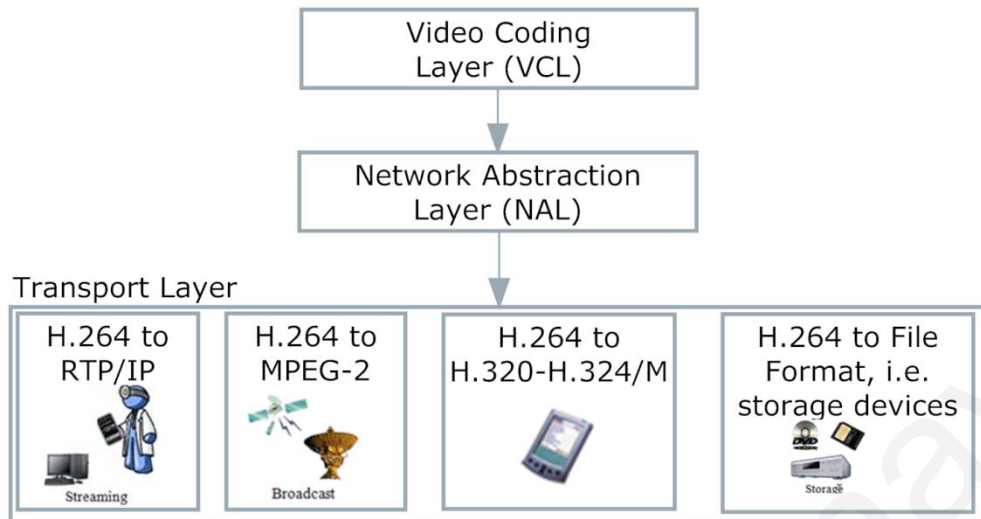 Video Coding
Layer (VCL)
Network Abstraction
Layer (NAL)
Transport Layer
H.264 to
RTP/IP
Streaming
H.264 to
MPEG-2
Broadcast
H.264 to
H.320-H.324/M
H.264 to File
Format, i.e.
storage devices
DVD
Storage